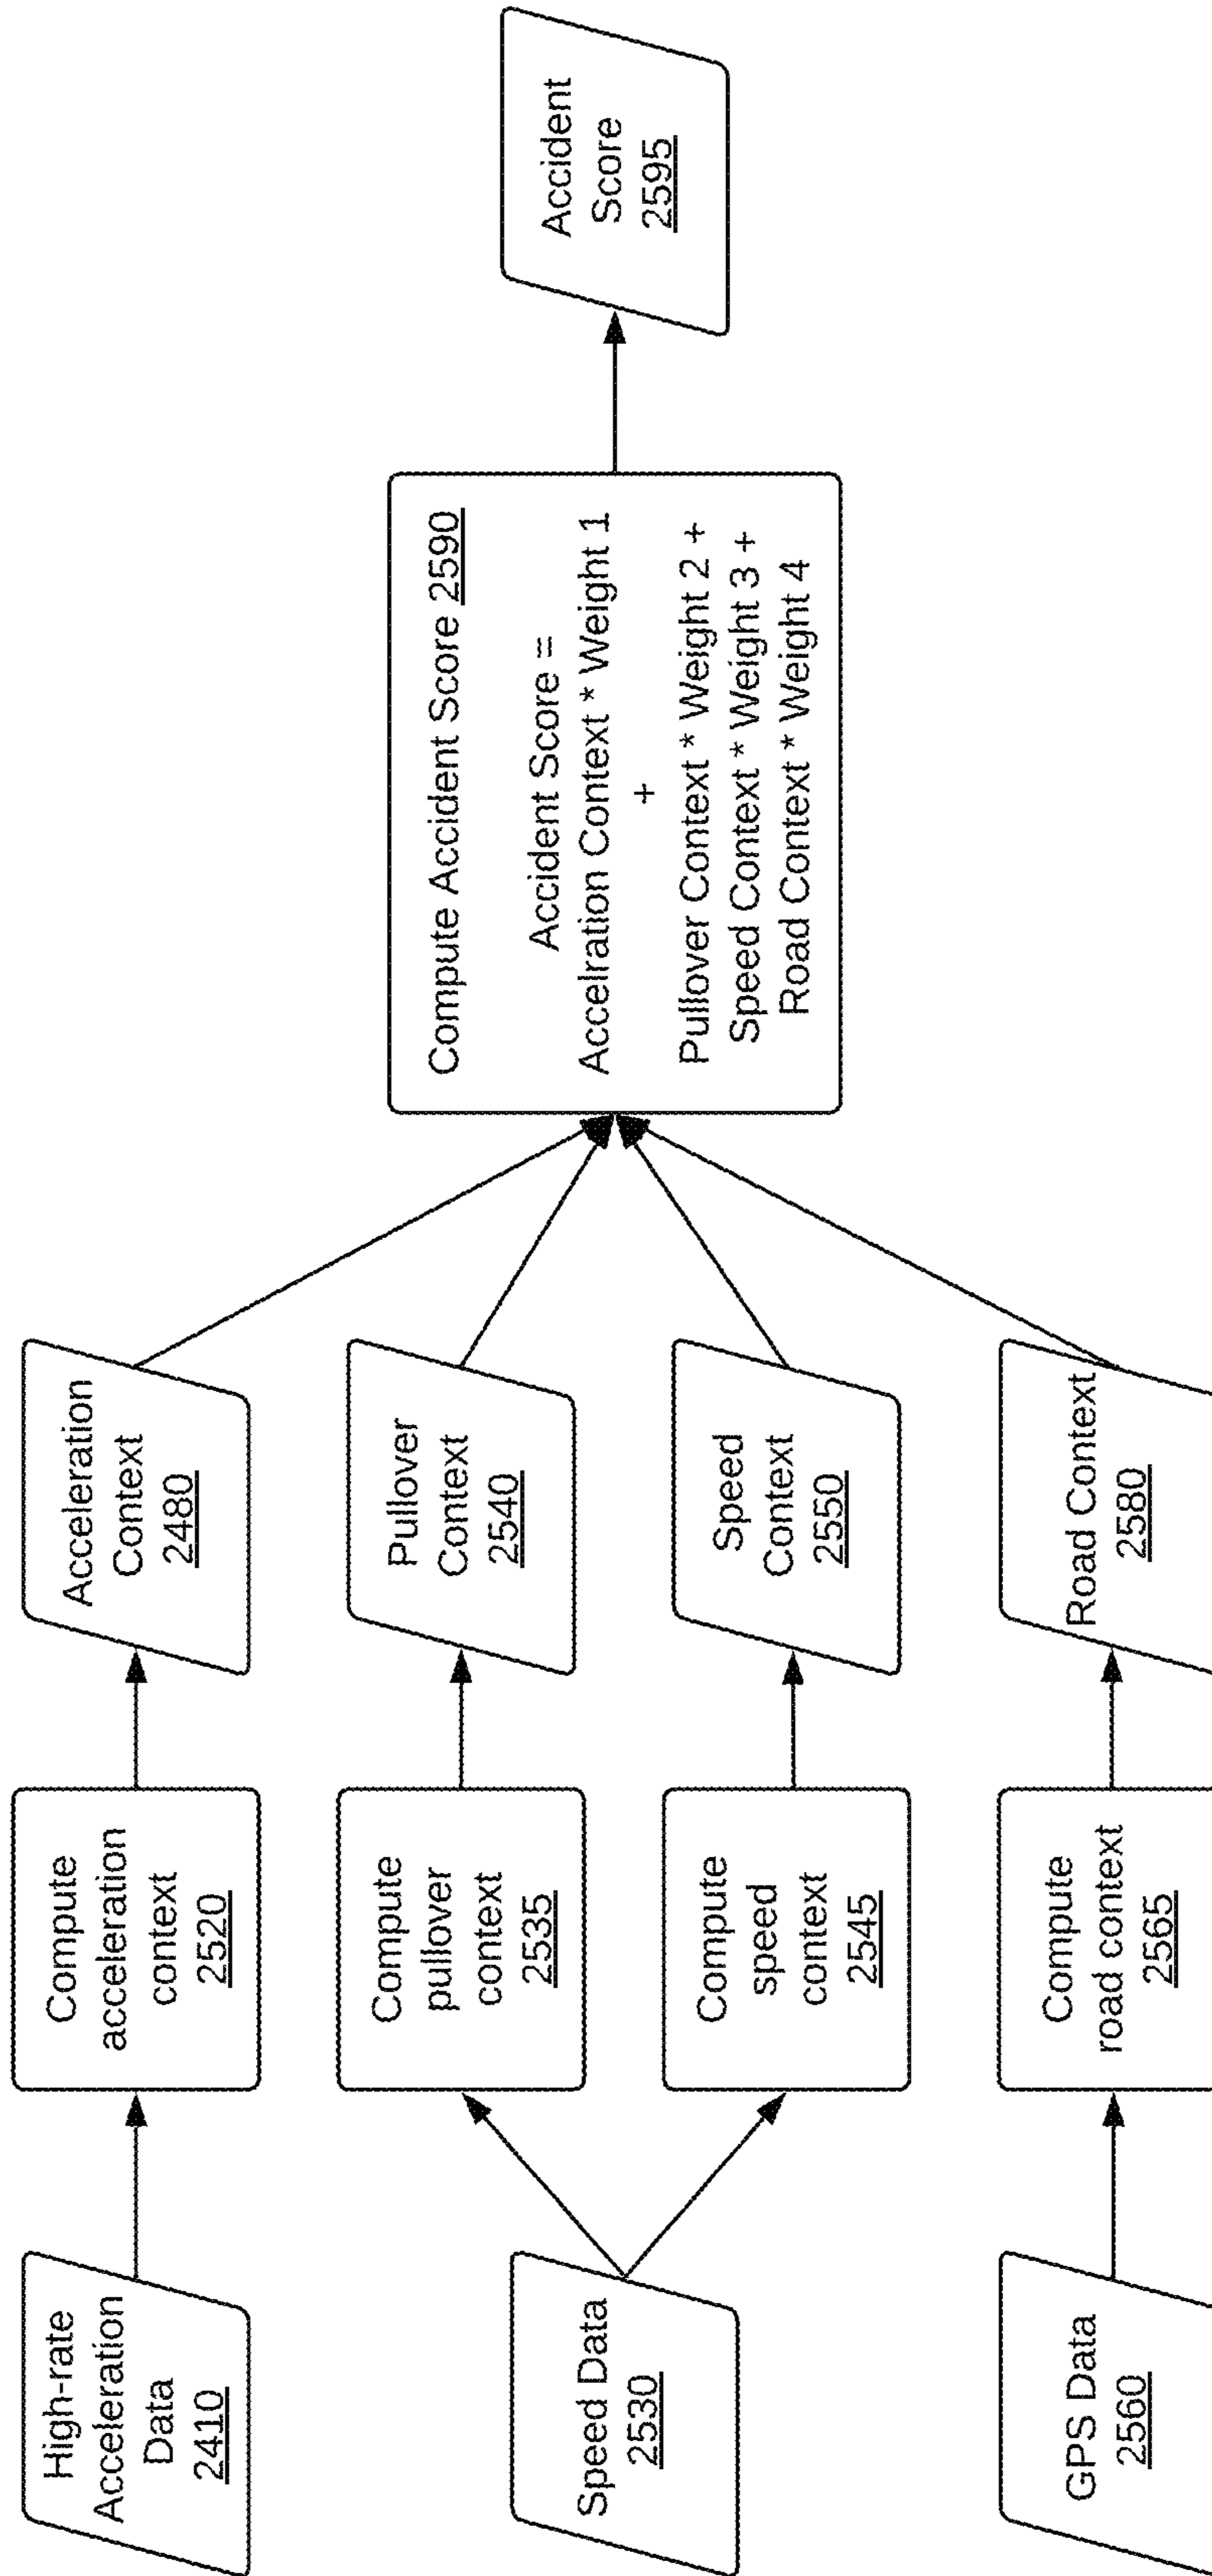 High-rate
Acceleration
Data
2410
Compute
acceleration
context
2520
Acceleration
Context
2480
Speed Data
2530
Compute
pullover
context
2535
Pullover
Context
2540
Compute
speed
context
2545
Speed
Context
2550
GPS Data
2560
Compute
road context
2565
Road Context
2580
Compute Accident Score 2590
Accident Score =
Accelration Context * Weight 1
+
Pullover Context * Weight 2 +
Speed Context * Weight 3 +
Road Context * Weight 4
Accident
Score
2595